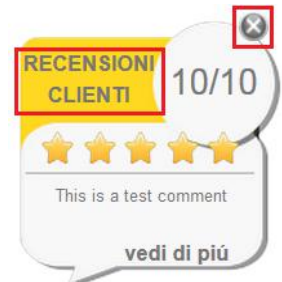 RECENSIONI
CLIENTI
10/10
This is a test comment
vedi di piú